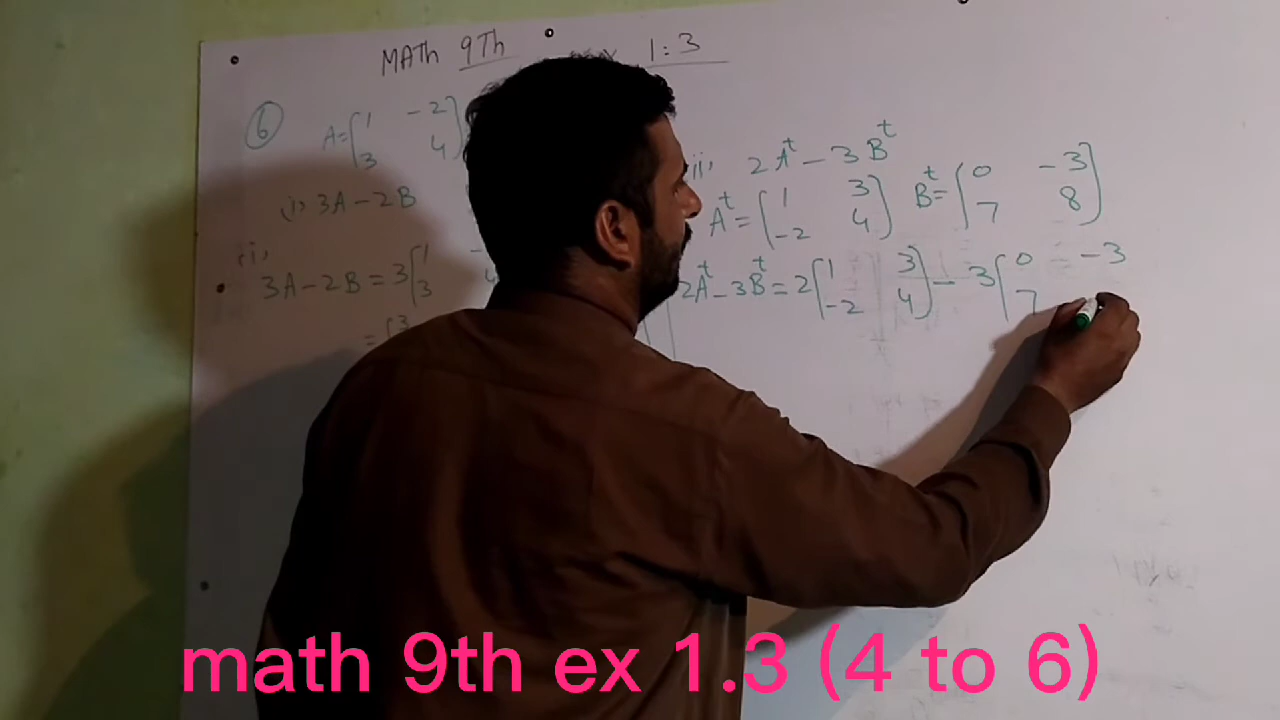 MATH 9Th ex 1:3
6 A=[1 -2
3 4]
(i) 3A-2B
(i)
3A-2B = 3[1
3
= [3
ii) 2A^t - 3B^t
A^t = [1 3
-2 4] B^t = [0 -3
7 8]
2A^t - 3B^t = 2[1 3
-2 4] - 3[0 -3
7
math 9th ex 1.3 (4 to 6)